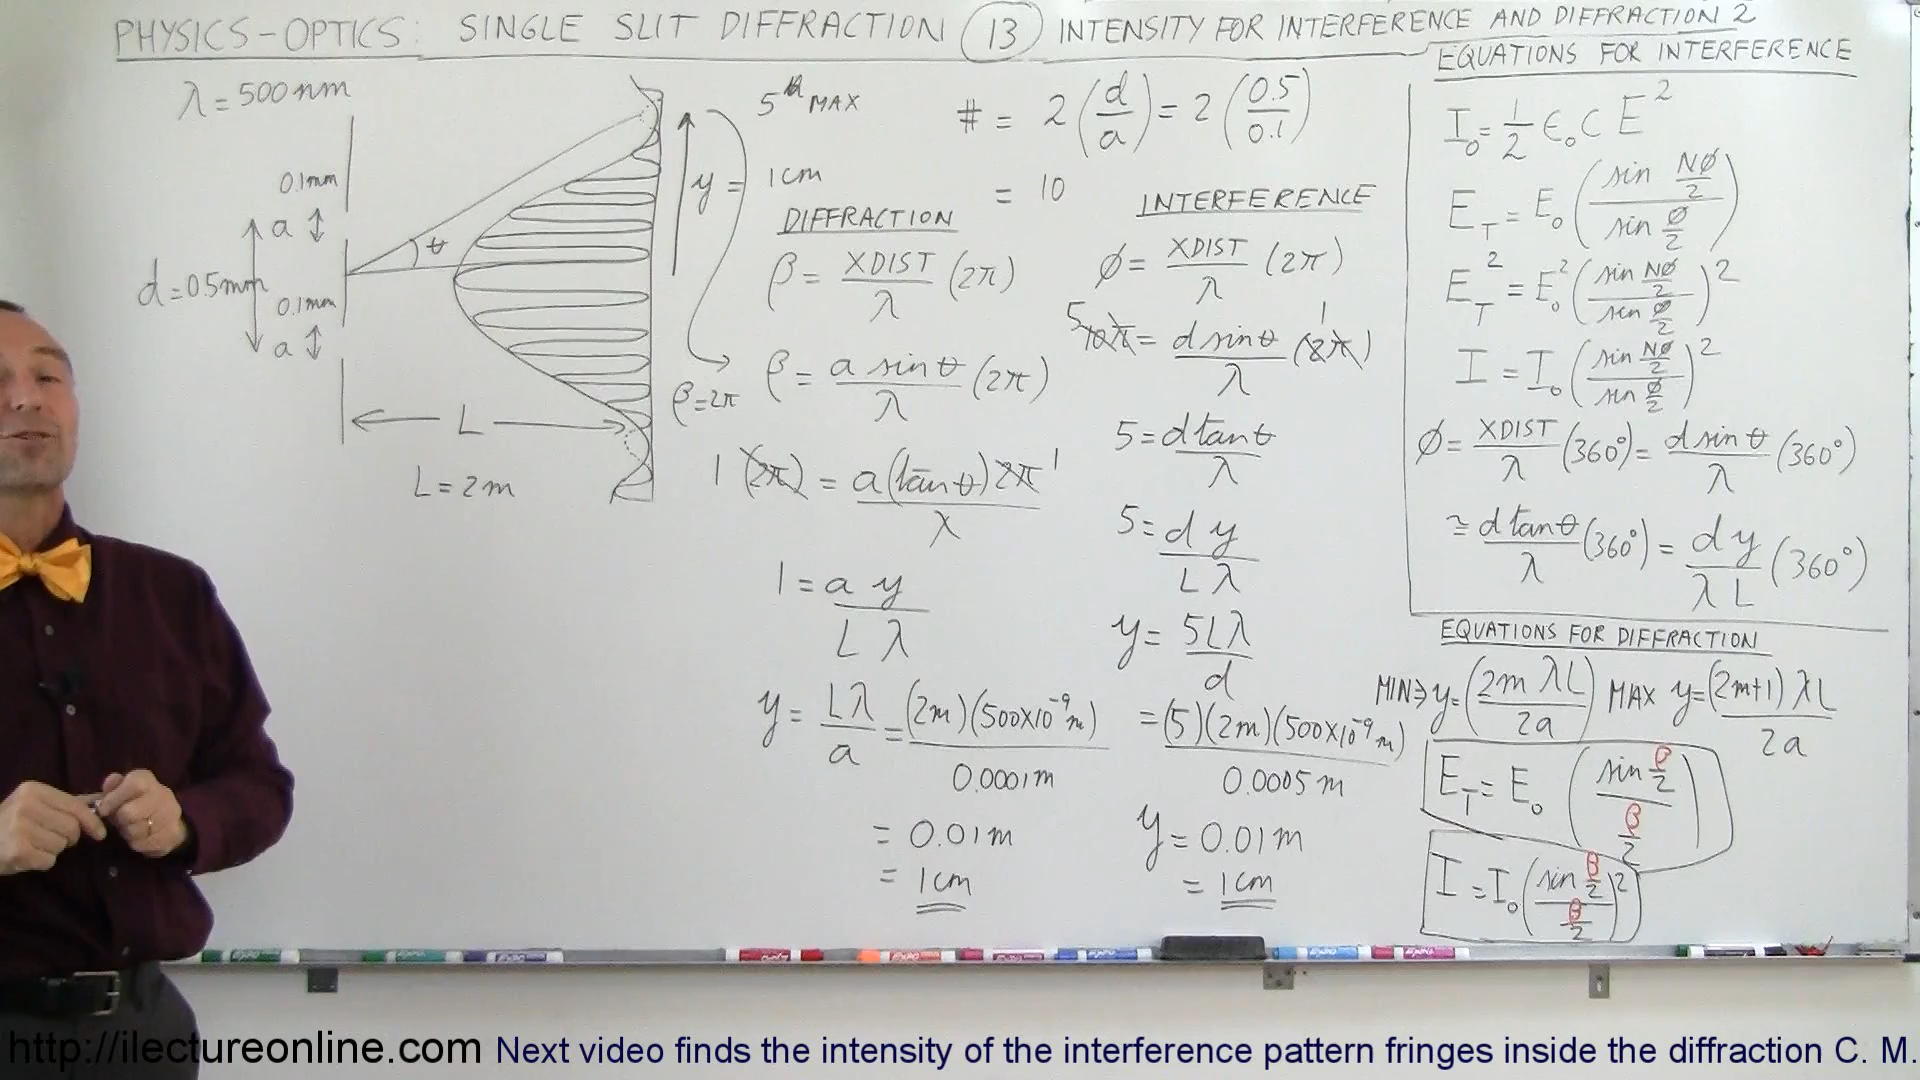 PHYSICS-OPTICS: SINGLE SLIT DIFFRACTION 13 INTENSITY FOR INTERFERENCE AND DIFFRACTION 2
λ = 500nm
0.1mm
a
d = 0.5mm
0.1mm
a
θ
L
L = 2m
5th MAX
y = 1cm
# = 2(d/a) = 2(0.5/0.1)
= 10
DIFFRACTION
β = XDIST/λ (2π)
β=2π
β = a sinθ/λ (2π)
1 (2π) = a(tanθ)2π/λ 1
1 = a y/L λ
y = Lλ/a = (2m)(500×10⁻⁹m)/0.0001m
= 0.01m
= 1cm
INTERFERENCE
φ = XDIST/λ (2π)
5 10π = d sinθ/λ (2π) 1
5 = d tanθ/λ
5 = d y/L λ
y = 5Lλ/d
= (5)(2m)(500×10⁻⁹m)/0.0005m
y = 0.01m
= 1cm
EQUATIONS FOR INTERFERENCE
I₀ = 1/2 ε₀ c E²
E_T = E₀ (sin Nφ/2 / sin φ/2)
E_T² = E₀² (sin Nφ/2 / sin φ/2)²
I = I₀ (sin Nφ/2 / sin φ/2)²
φ = XDIST/λ (360°) = d sinθ/λ (360°)
≅ d tanθ/λ (360°) = d y/λ L (360°)
EQUATIONS FOR DIFFRACTION
MIN⇒ y = (2m λL/2a) MAX y = (2m+1) λL/2a
E_T = E₀ (sin β/2 / β/2)
I = I₀ (sin β/2 / β/2)²
EXPO
http://ilectureonline.com Next video finds the intensity of the interference pattern fringes inside the diffraction C. M.